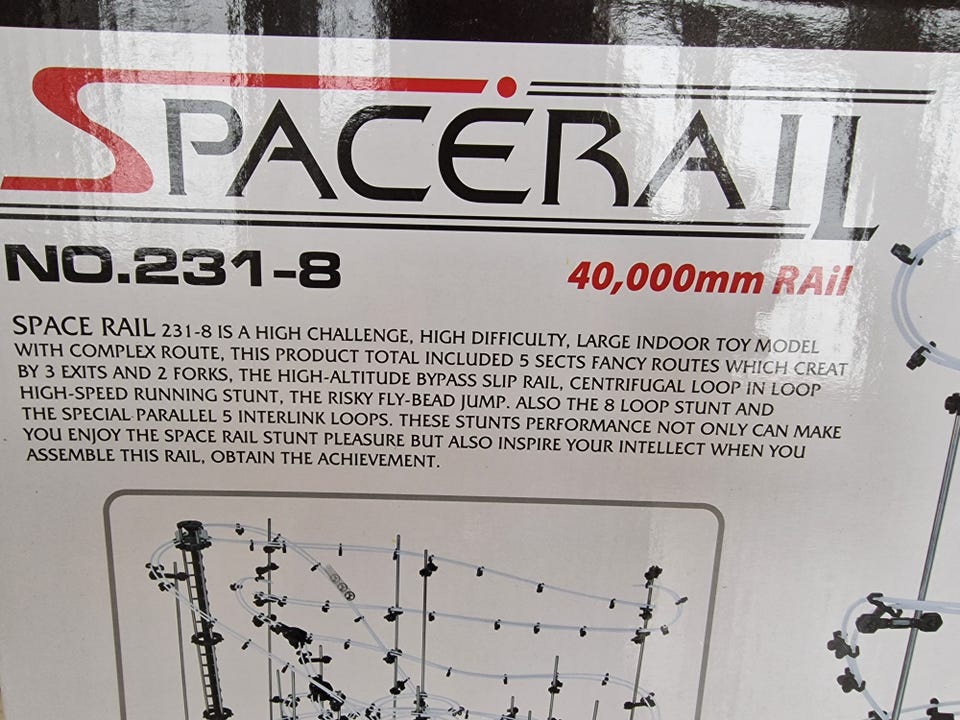 SPACERAIL
NO.231-8
40,000mm RAil
SPACE RAIL 231-8 IS A HIGH CHALLENGE, HIGH DIFFICULTY, LARGE INDOOR TOY MODEL
WITH COMPLEX ROUTE, THIS PRODUCT TOTAL INCLUDED 5 SECTS FANCY ROUTES WHICH CREAT
BY 3 EXITS AND 2 FORKS, THE HIGH-ALTITUDE BYPASS SLIP RAIL, CENTRIFUGAL LOOP IN LOOP
HIGH-SPEED RUNNING STUNT, THE RISKY FLY-BEAD JUMP. ALSO THE 8 LOOP STUNT AND
THE SPECIAL PARALLEL 5 INTERLINK LOOPS. THESE STUNTS PERFORMANCE NOT ONLY CAN MAKE
YOU ENJOY THE SPACE RAIL STUNT PLEASURE BUT ALSO INSPIRE YOUR INTELLECT WHEN YOU
ASSEMBLE THIS RAIL, OBTAIN THE ACHIEVEMENT.